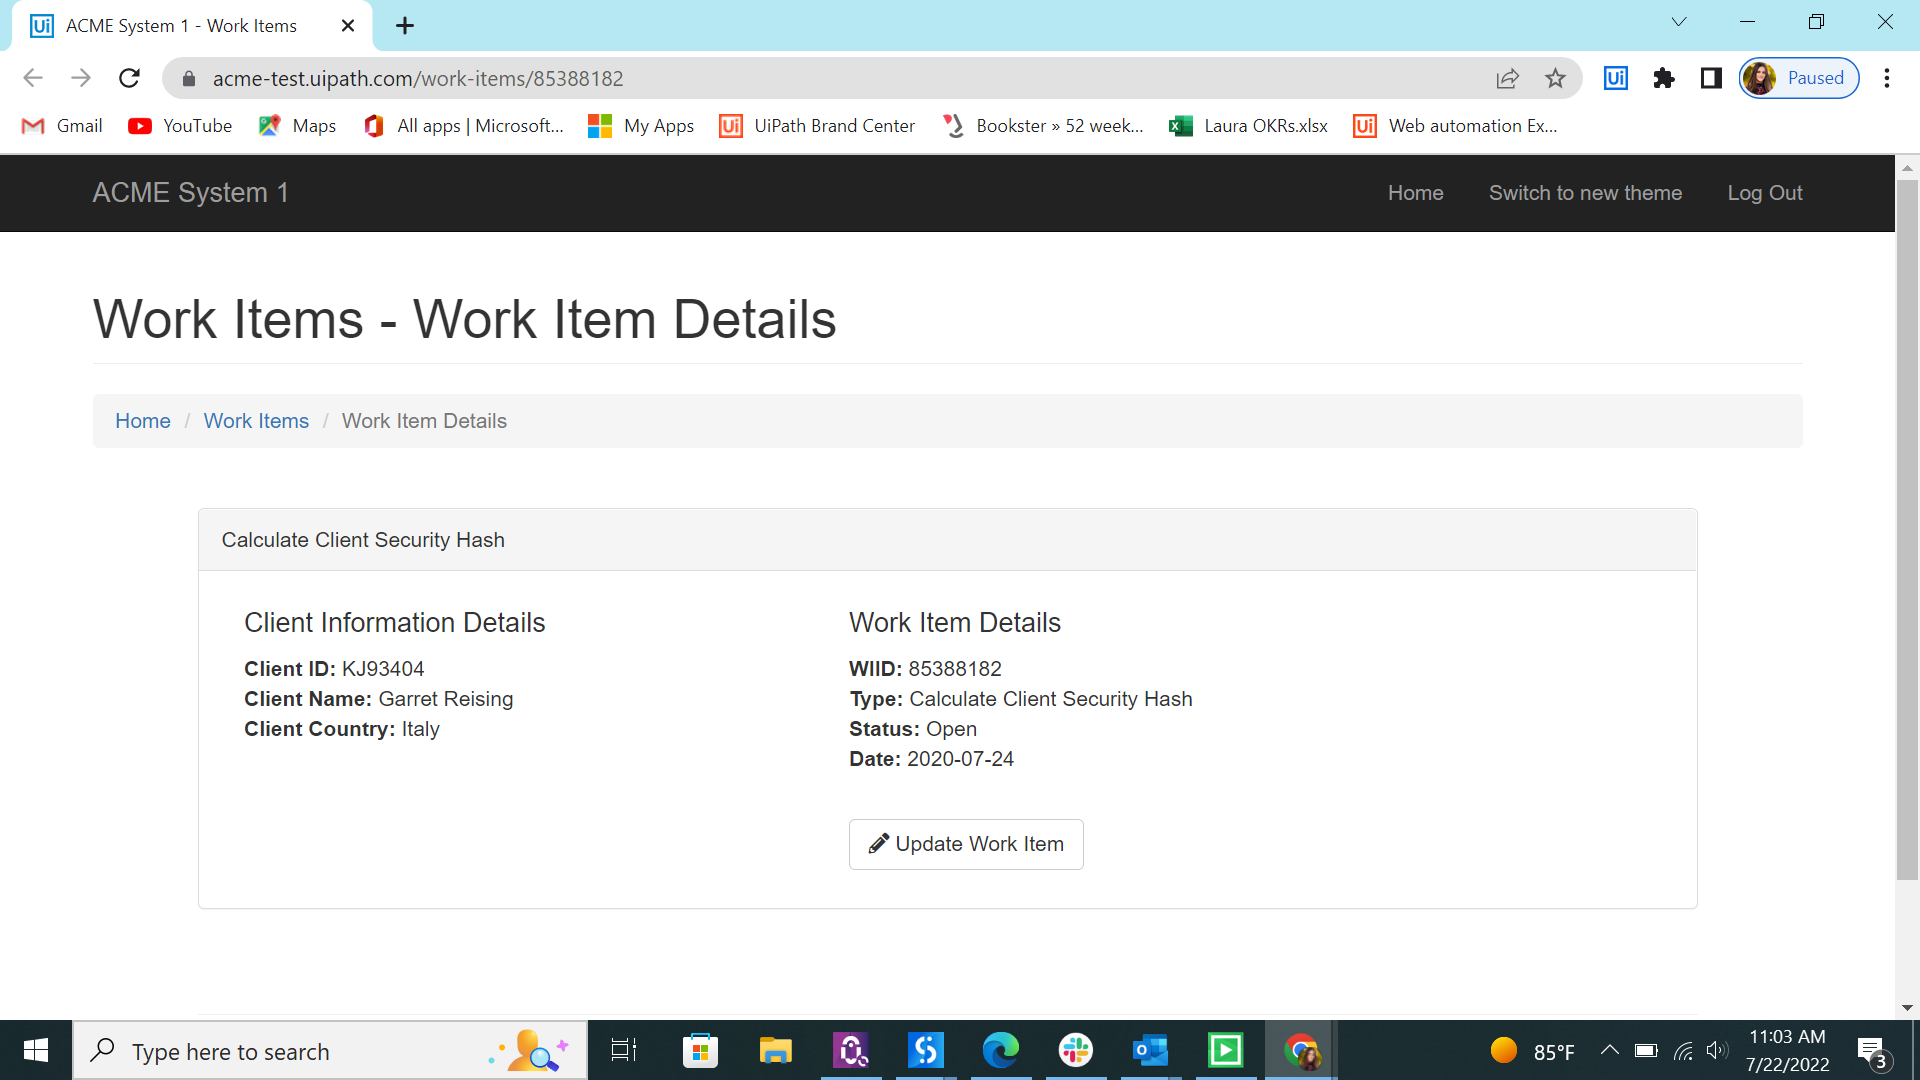 ACME System 1 - Work Items
acme-test.uipath.com/work-items/85388182
Paused
Gmail YouTube Maps All apps | Microsoft... My Apps UiPath Brand Center Bookster » 52 week... Laura OKRs.xlsx Web automation Ex...
ACME System 1 Home Switch to new theme Log Out
Work Items - Work Item Details
Home / Work Items / Work Item Details
Calculate Client Security Hash
Client Information Details
Client ID: KJ93404
Client Name: Garret Reising
Client Country: Italy
Work Item Details
WIID: 85388182
Type: Calculate Client Security Hash
Status: Open
Date: 2020-07-24
Update Work Item
Type here to search
85°F
11:03 AM
7/22/2022
3